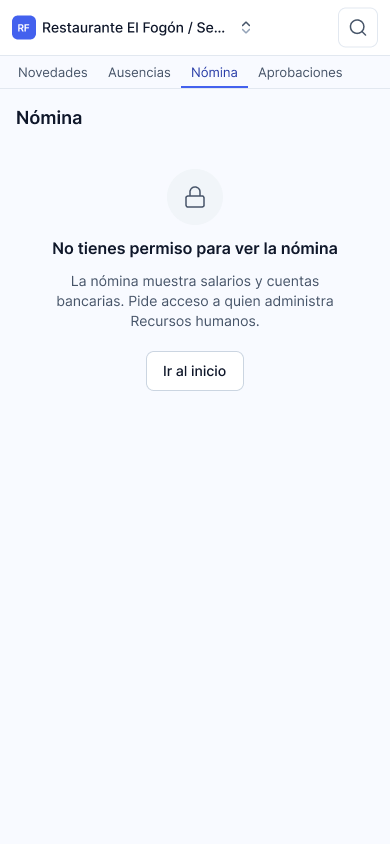 RF Restaurante El Fogón / Se...
Novedades Ausencias Nómina Aprobaciones
Nómina
No tienes permiso para ver la nómina
La nómina muestra salarios y cuentas
bancarias. Pide acceso a quien administra
Recursos humanos.
Ir al inicio